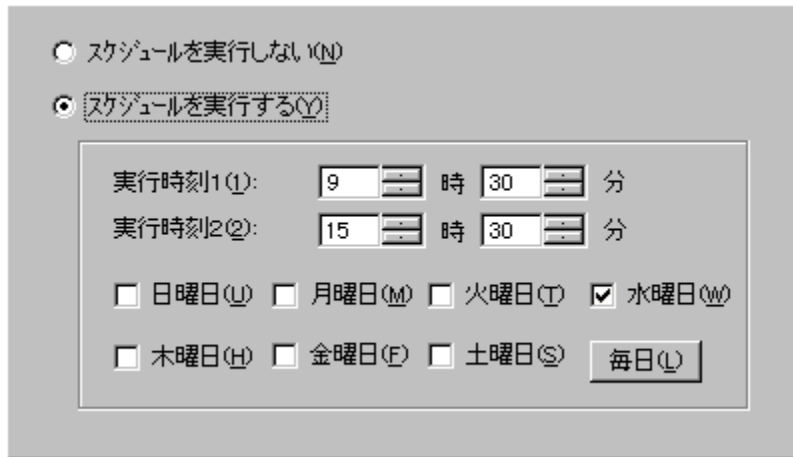 スケジュールを実行しない(N)
スケジュールを実行する(Y)
実行時刻1(1): 9 時 30 分
実行時刻2(2): 15 時 30 分
日曜日(U) 月曜日(M) 火曜日(T) 水曜日(W)
木曜日(H) 金曜日(F) 土曜日(S) 毎日(L)